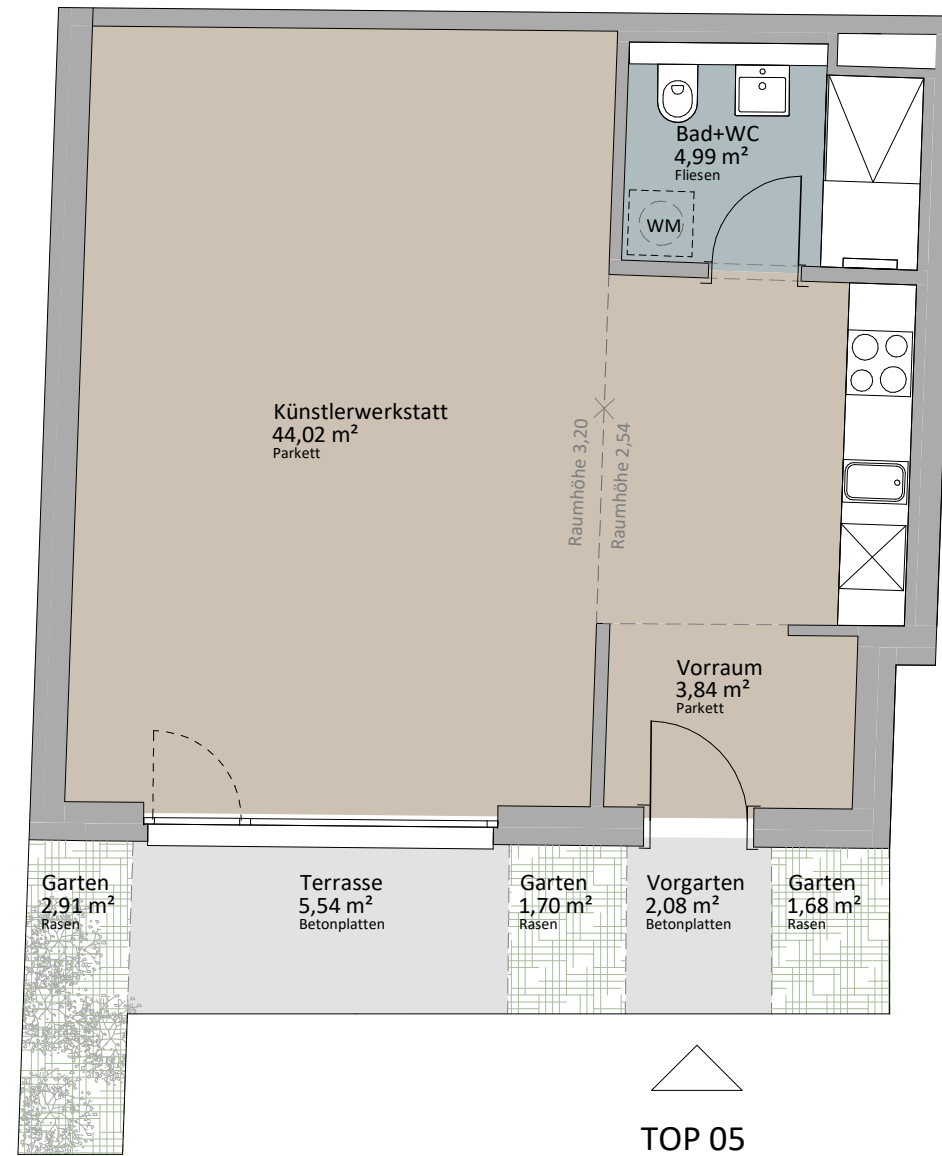 Bad+WC
4,99 m²
Fliesen
WM
Künstlerwerkstatt
44,02 m²
Parkett
Raumhöhe 3,20
Raumhöhe 2,54
Vorraum
3,84 m²
Parkett
Garten
2,91 m²
Rasen
Terrasse
5,54 m²
Betonplatten
Garten
1,70 m²
Rasen
Vorgarten
2,08 m²
Betonplatten
Garten
1,68 m²
Rasen
TOP 05